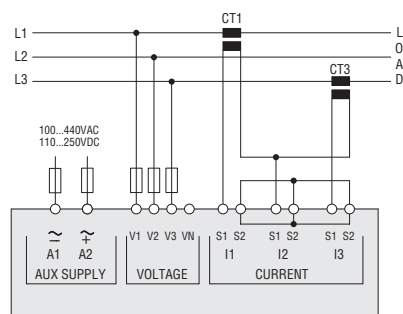 CT1
L1 L
L2 O
A
CT3
L3 D
100...440VAC
110...250VDC
V1 V2 V3 VN S1 S2 S1 S2 S1 S2
A1 A2 I1 I2 I3
AUX SUPPLY VOLTAGE CURRENT